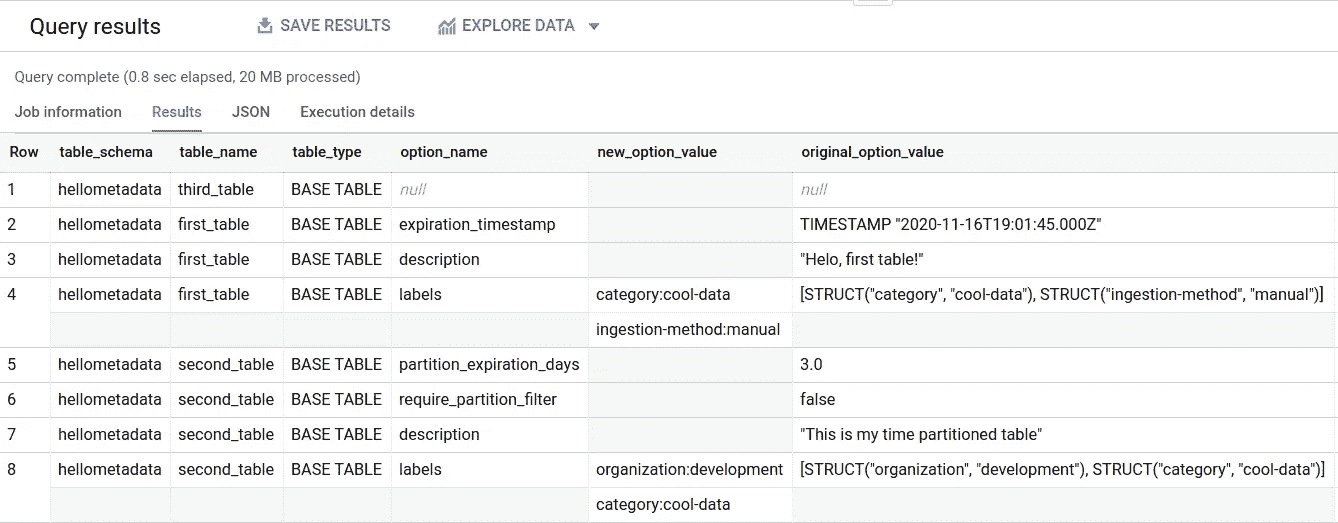 Query results SAVE RESULTS EXPLORE DATA
Query complete (0.8 sec elapsed, 20 MB processed)
Job information Results JSON Execution details
Row table_schema table_name table_type option_name new_option_value original_option_value
1 hellometadata third_table BASE TABLE null null
2 hellometadata first_table BASE TABLE expiration_timestamp TIMESTAMP "2020-11-16T19:01:45.000Z"
3 hellometadata first_table BASE TABLE description "Helo, first table!"
4 hellometadata first_table BASE TABLE labels category:cool-data [STRUCT("category", "cool-data"), STRUCT("ingestion-method", "manual")]
ingestion-method:manual
5 hellometadata second_table BASE TABLE partition_expiration_days 3.0
6 hellometadata second_table BASE TABLE require_partition_filter false
7 hellometadata second_table BASE TABLE description "This is my time partitioned table"
8 hellometadata second_table BASE TABLE labels organization:development [STRUCT("organization", "development"), STRUCT("category", "cool-data")]
category:cool-data